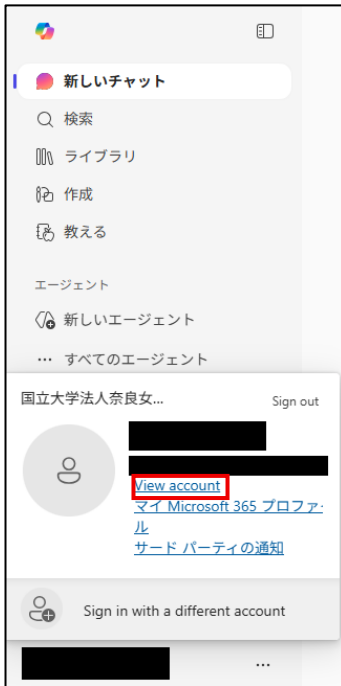 新しいチャット
検索
ライブラリ
作成
教える
エージェント
新しいエージェント
… すべてのエージェント
国立大学法人奈良女...
Sign out
View account
マイ Microsoft 365 プロファイ
ル
サード パーティの通知
Sign in with a different account
…